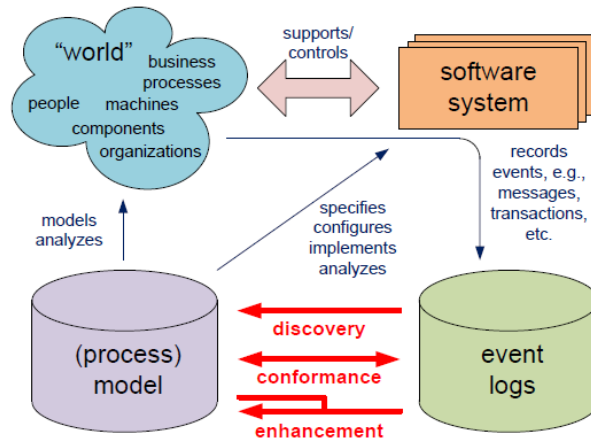 “world”
business
processes
people
machines
components
organizations
supports/
controls
software
system
records
events, e.g.,
messages,
transactions,
etc.
models
analyzes
specifies
configures
implements
analyzes
(process)
model
discovery
conformance
enhancement
event
logs